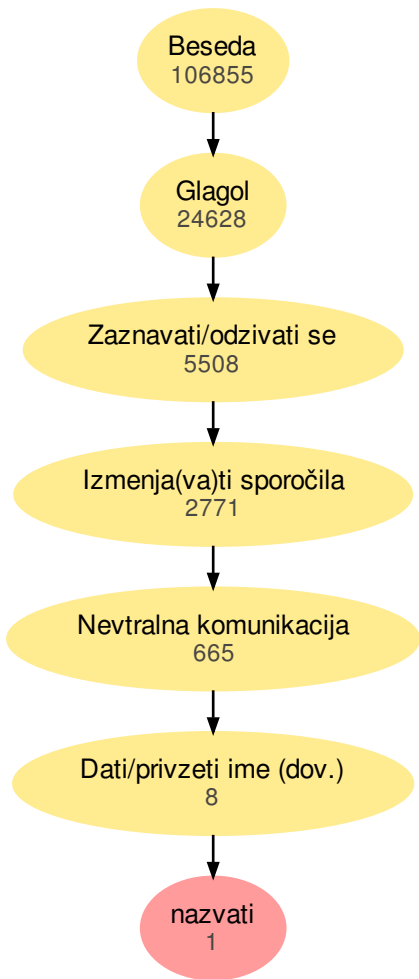 Beseda
106855
Glagol
24628
Zaznavati/odzivati se
5508
Izmenja(va)ti sporočila
2771
Nevtralna komunikacija
665
Dati/privzeti ime (dov.)
8
nazvati
1